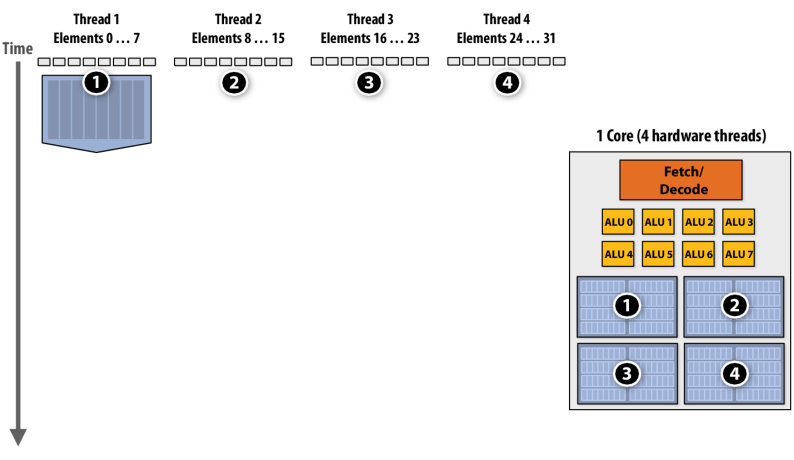 Thread 1
Elements 0 … 7
Thread 2
Elements 8 … 15
Thread 3
Elements 16 … 23
Thread 4
Elements 24 … 31
Time
1
2
3
4
1 Core (4 hardware threads)
Fetch/
Decode
ALU 0
ALU 1
ALU 2
ALU 3
ALU 4
ALU 5
ALU 6
ALU 7
1
2
3
4